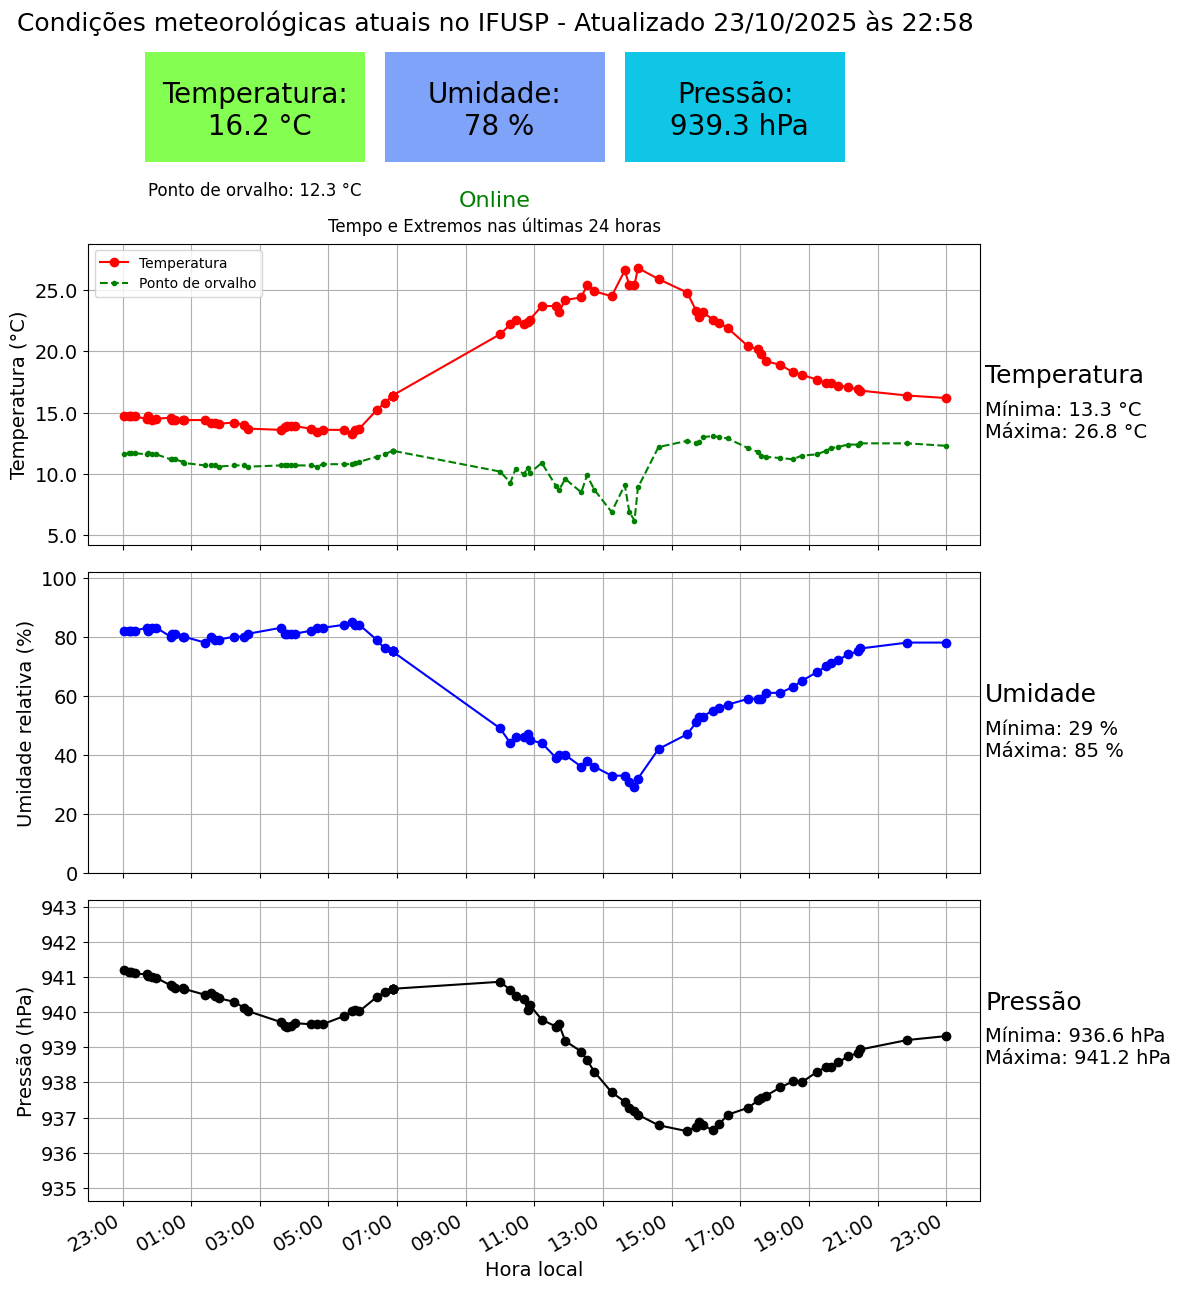 Condições meteorológicas atuais no IFUSP - Atualizado 23/10/2025 às 22:58
Temperatura:
16.2 °C
Umidade:
78 %
Pressão:
939.3 hPa
Ponto de orvalho: 12.3 °C
Online
Tempo e Extremos nas últimas 24 horas
Temperatura
Ponto de orvalho
Temperatura (°C)
25.0
20.0
15.0
10.0
5.0
Temperatura
Mínima: 13.3 °C
Máxima: 26.8 °C
Umidade relativa (%)
100
80
60
40
20
0
Umidade
Mínima: 29 %
Máxima: 85 %
Pressão (hPa)
943
942
941
940
939
938
937
936
935
Pressão
Mínima: 936.6 hPa
Máxima: 941.2 hPa
23:00 01:00 03:00 05:00 07:00 09:00 11:00 13:00 15:00 17:00 19:00 21:00 23:00
Hora local